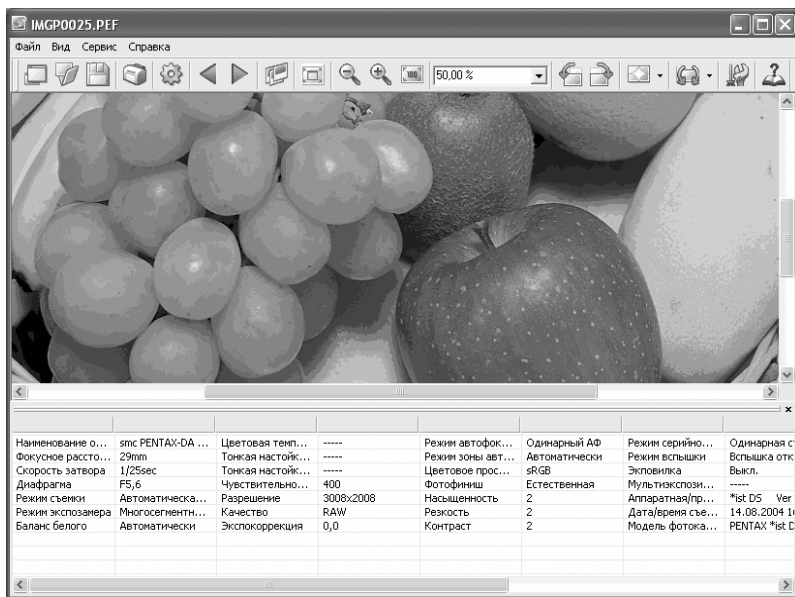 IMGP0025.PEF
Файл Вид Сервис Справка
100 50,00 %
Наименование о... smc PENTAX-DA ... Цветовая темп... ----- Режим автофок... Одинарный АФ Режим серийно... Одинарная с
Фокусное рассто... 29mm Тонкая настойк... ----- Режим зоны авт... Автоматически Режим вспышки Вспышка отк
Скорость затвора 1/25sec Тонкая настойк... ----- Цветовое прос... sRGB Экповилка Выкл.
Диафрагма F5,6 Чувствительно... 400 Фотофиниш Естественная Мультиэкспози... -----
Режим съемки Автоматическа... Разрешение 3008x2008 Насыщенность 2 Аппаратная/пр... *ist DS Ver
Режим экспозамера Многосегментн... Качество RAW Резкость 2 Дата/время съе... 14.08.2004 1
Баланс белого Автоматически Экспокоррекция 0,0 Контраст 2 Модель фотока... PENTAX *ist D